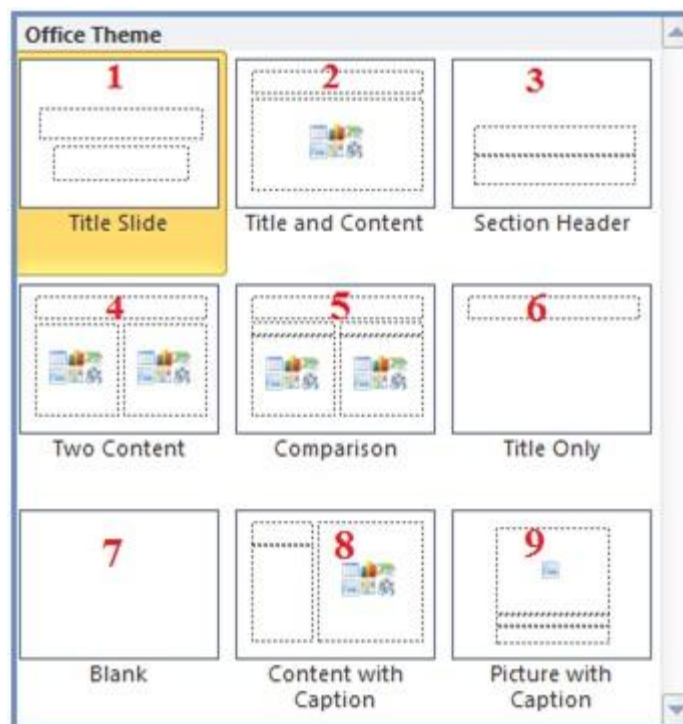 Office Theme
1
2
3
Title Slide
Title and Content
Section Header
4
5
6
Two Content
Comparison
Title Only
7
8
9
Blank
Content with
Caption
Picture with
Caption